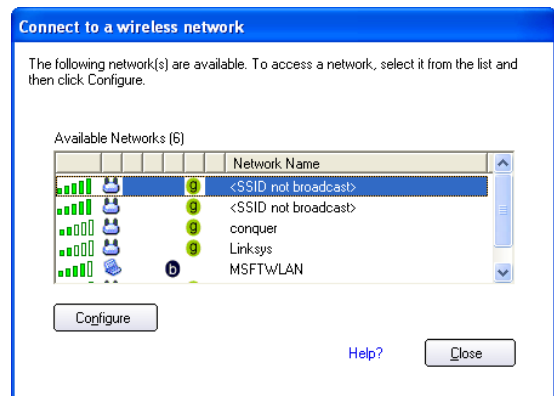 Connect to a wireless network
The following network(s) are available. To access a network, select it from the list and
then click Configure.
Available Networks (6)
Network Name
g <SSID not broadcast>
g <SSID not broadcast>
g conquer
g Linksys
b MSFTWLAN
Configure
Help? Close